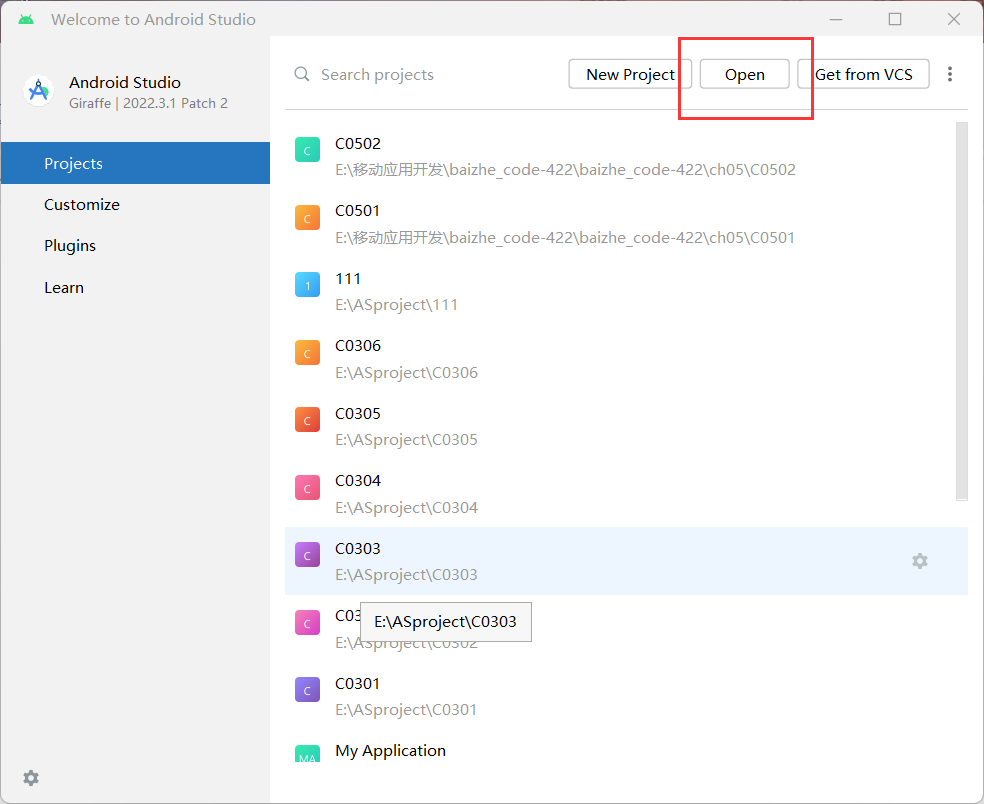 Welcome to Android Studio
Android Studio
Giraffe | 2022.3.1 Patch 2
Projects
Customize
Plugins
Learn
Search projects
New Project
Open
Get from VCS
C
C0502
E:\移动应用开发\baizhe_code-422\baizhe_code-422\ch05\C0502
C
C0501
E:\移动应用开发\baizhe_code-422\baizhe_code-422\ch05\C0501
1
111
E:\ASproject\111
C
C0306
E:\ASproject\C0306
C
C0305
E:\ASproject\C0305
C
C0304
E:\ASproject\C0304
C
C0303
E:\ASproject\C0303
C
C03
E:\ASproject\C0303
E:\ASproject\C0302
C
C0301
E:\ASproject\C0301
MA
My Application